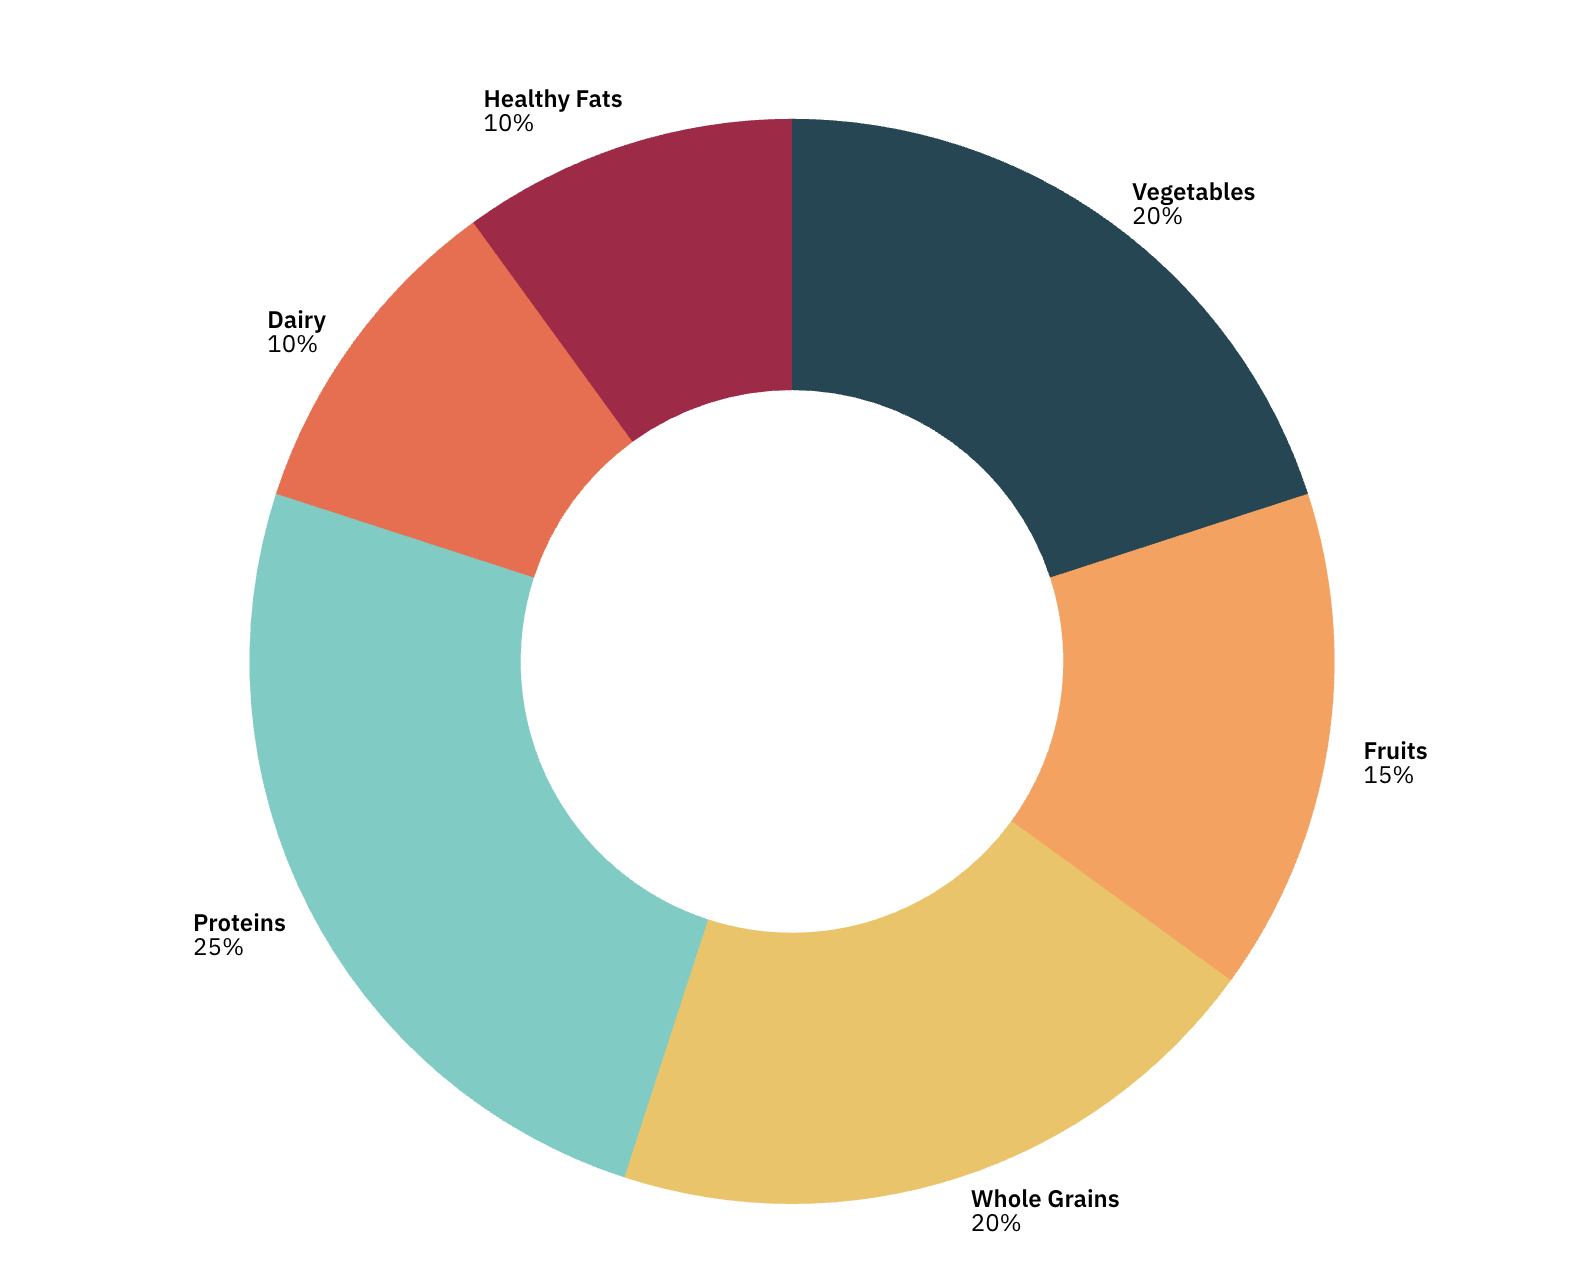 Healthy Fats
10%
Vegetables
20%
Dairy
10%
Fruits
15%
Proteins
25%
Whole Grains
20%